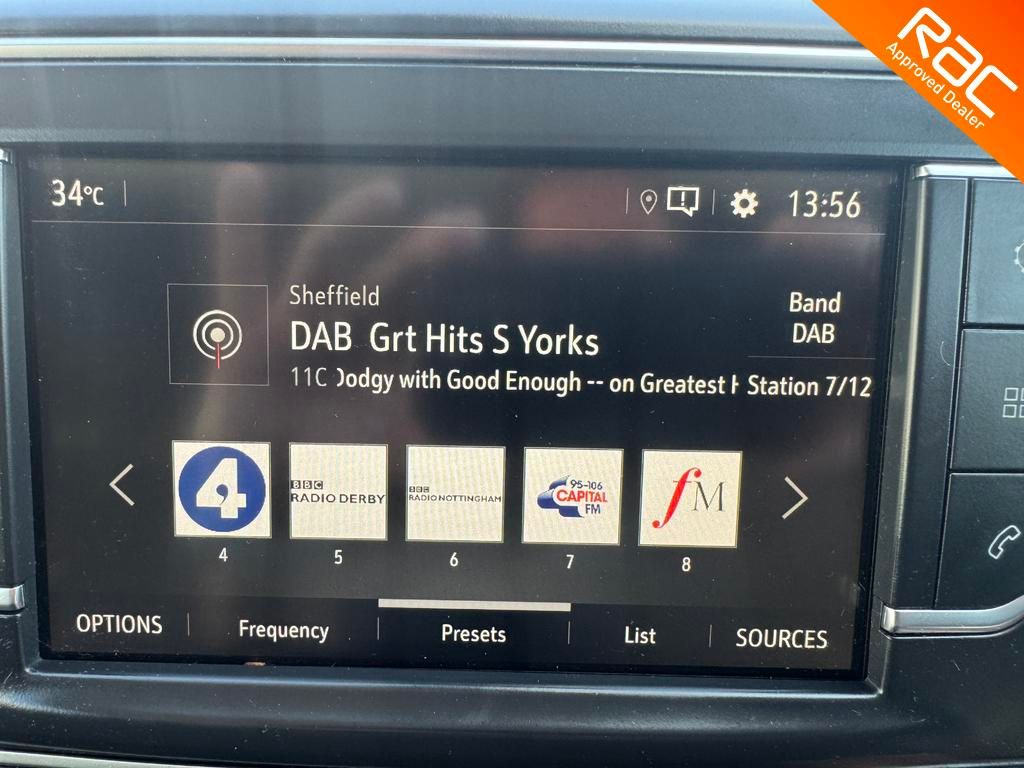 rac
Approved Dealer
34°C
13:56
Sheffield
DAB Grt Hits S Yorks
Band
DAB
11C
odgy with Good Enough -- on Greatest
Station 7/12
4
BBC
RADIO DERBY
BBC
RADIO NOTTINGHAM
95-106
CAPITAL
FM
fM
4
5
6
7
8
OPTIONS
Frequency
Presets
List
SOURCES